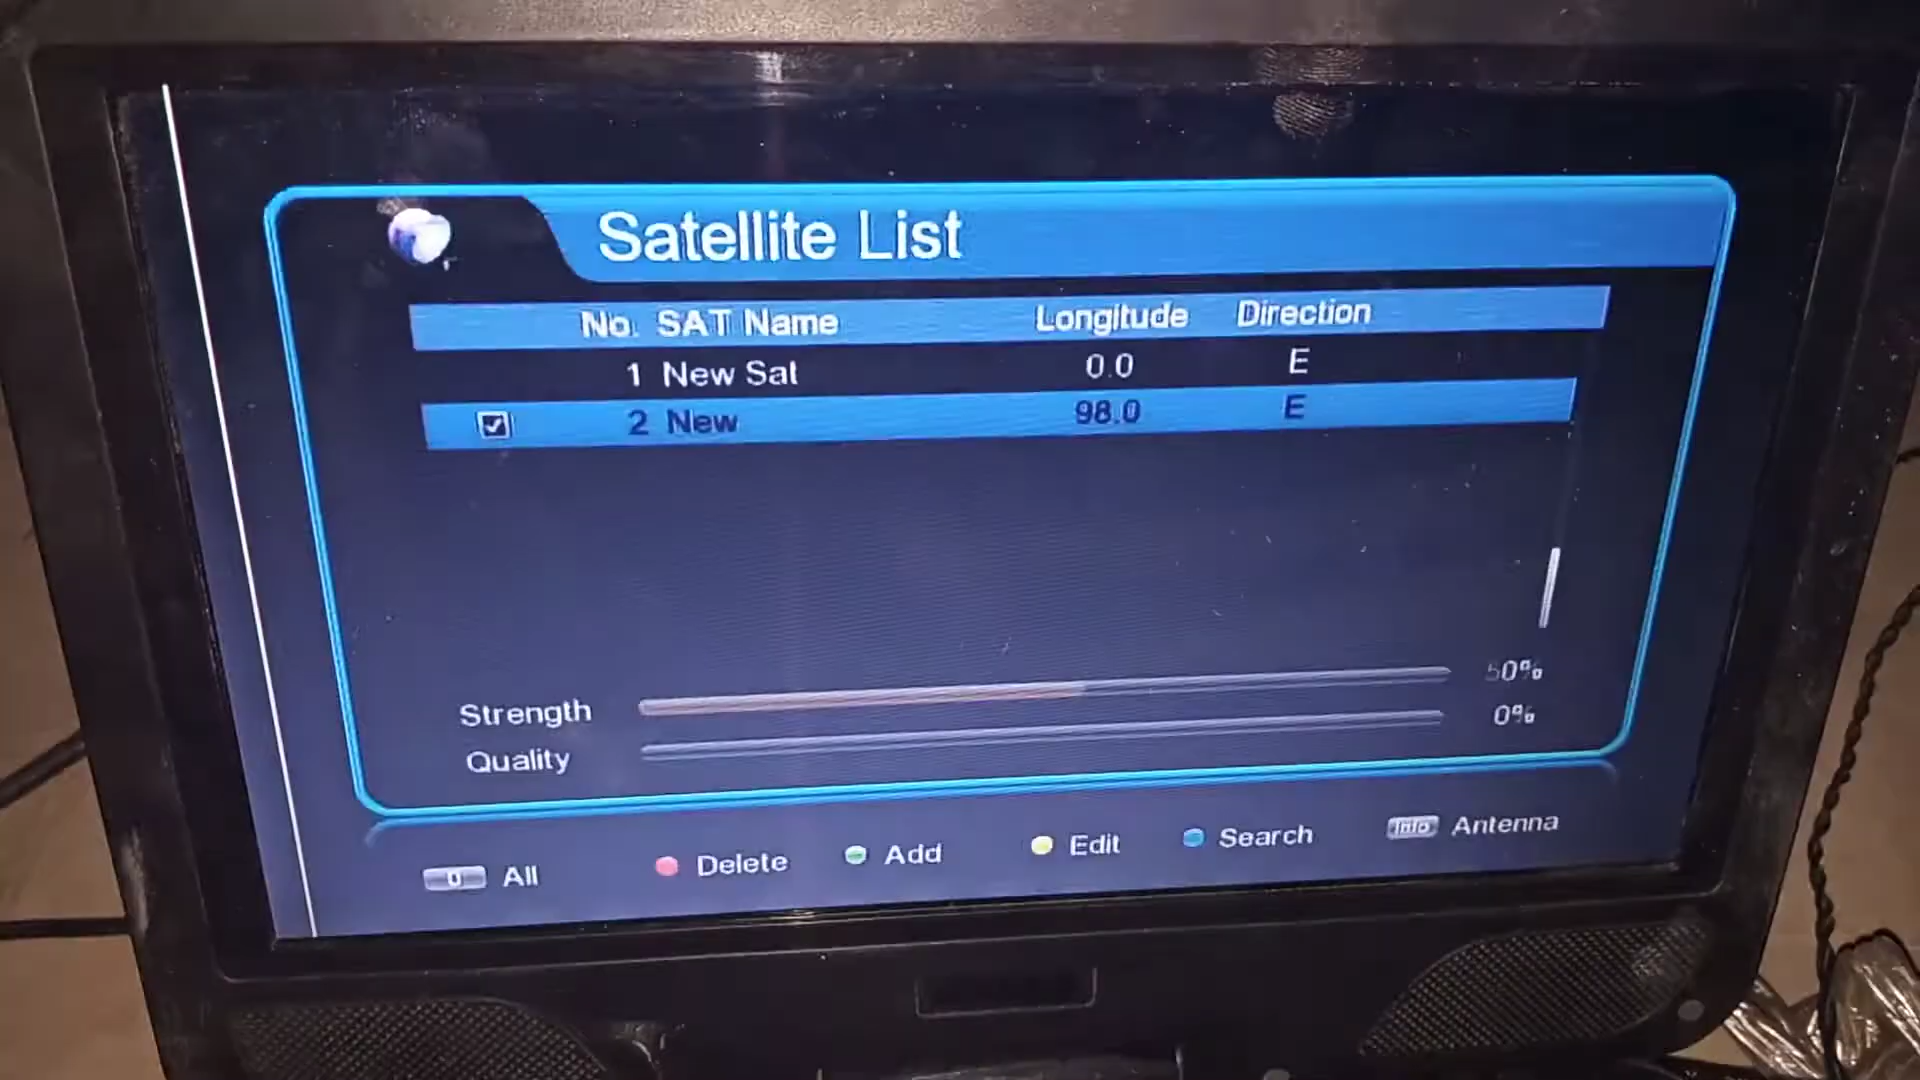 Satellite List
No. SAT Name Longitude Direction
1 New Sat 0.0 E
2 New 98.0 E
Strength 50%
Quality 0%
0 All Delete Add Edit Search Info Antenna